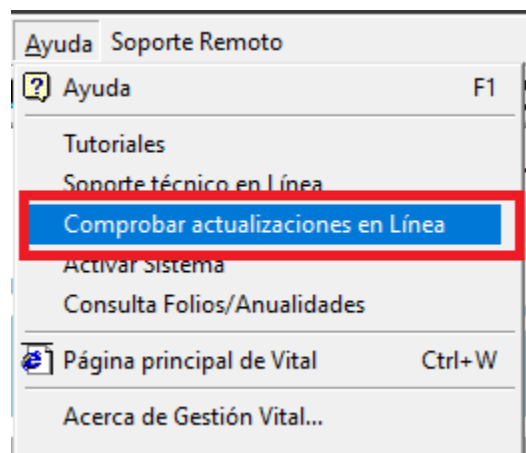 Ayuda Soporte Remoto
Ayuda F1
Tutoriales
Soporte técnico en Línea
Comprobar actualizaciones en Línea
Activar Sistema
Consulta Folios/Anualidades
Página principal de Vital Ctrl+W
Acerca de Gestión Vital...